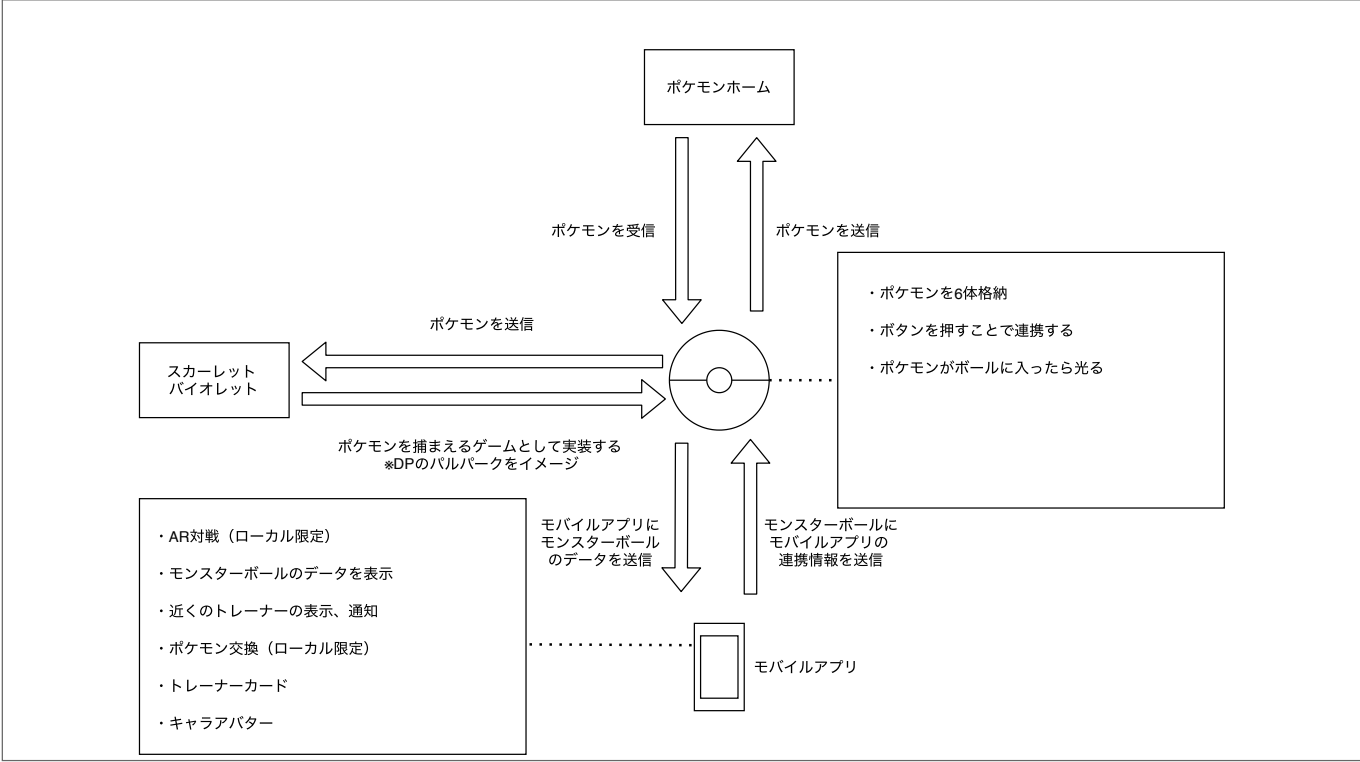 ポケモンホーム
ポケモンを受信
ポケモンを送信
・ポケモンを6体格納
・ボタンを押すことで連携する
・ポケモンがボールに入ったら光る
ポケモンを送信
スカーレット
バイオレット
ポケモンを捕まえるゲームとして実装する
※DPのパルパークをイメージ
・AR対戦（ローカル限定）
・モンスターボールのデータを表示
・近くのトレーナーの表示、通知
・ポケモン交換（ローカル限定）
・トレーナーカード
・キャラアバター
モバイルアプリに
モンスターボール
のデータを送信
モンスターボールに
モバイルアプリの
連携情報を送信
モバイルアプリ